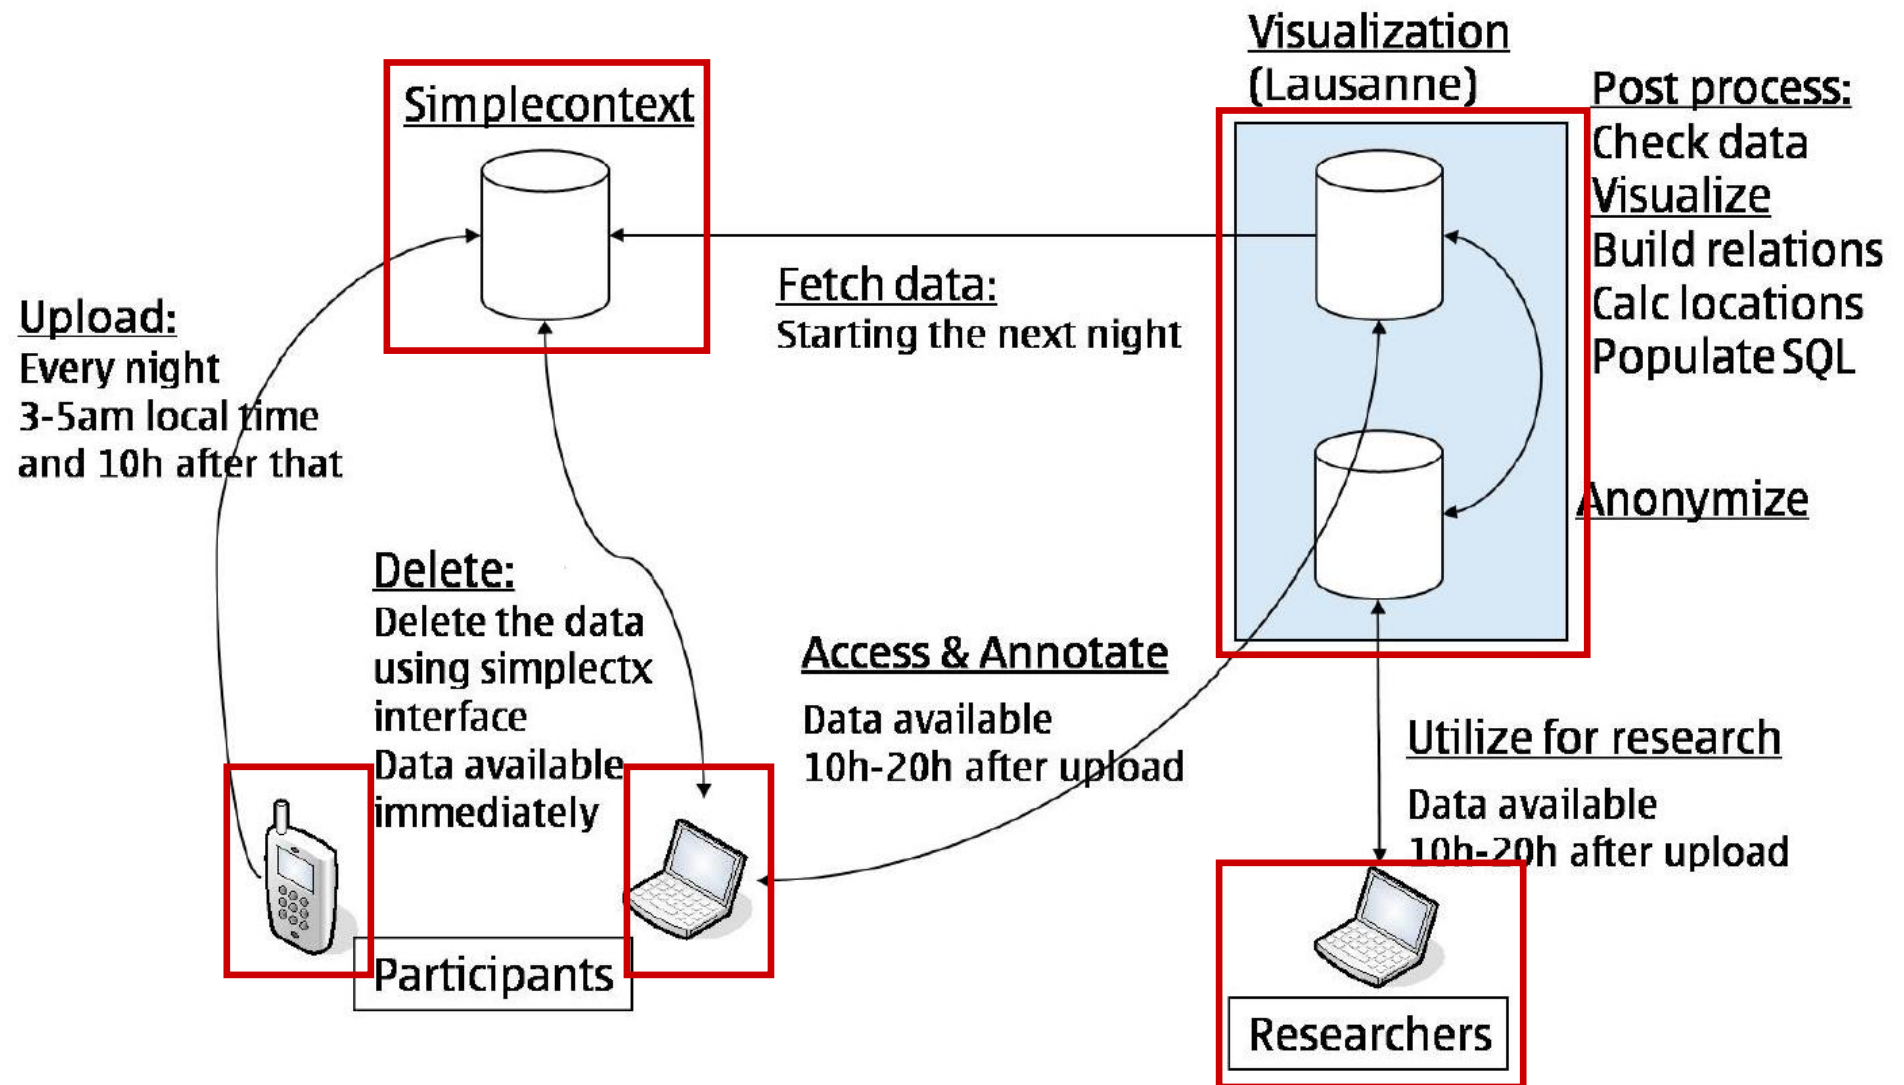 Simplecontext
Visualization
(Lausanne)
Post process:
Check data
Visualize
Build relations
Calc locations
Populate SQL
Fetch data:
Starting the next night
Upload:
Every night
3-5am local time
and 10h after that
Anonymize
Delete:
Delete the data
using simplectx
interface
Data available
immediately
Access & Annotate
Data available
10h-20h after upload
Utilize for research
Data available
10h-20h after upload
Participants
Researchers